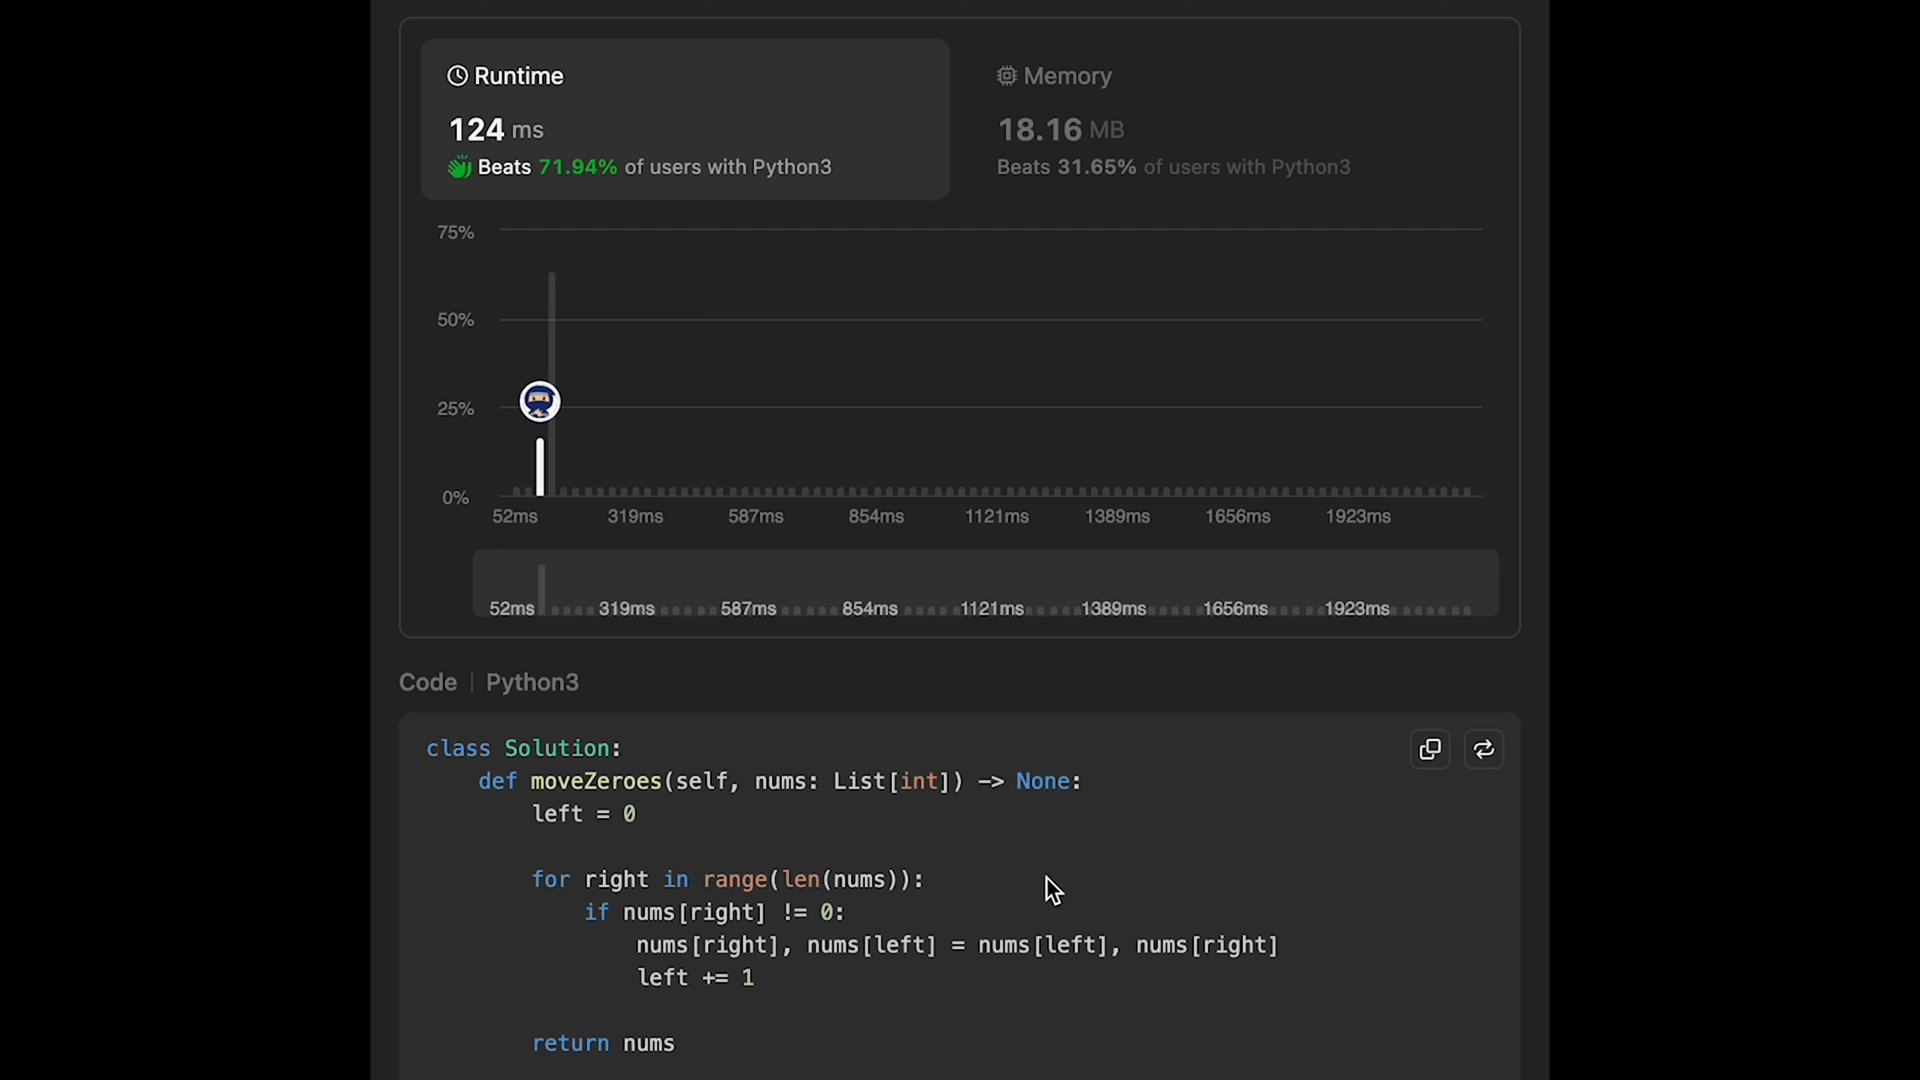 Runtime
124 ms
Beats 71.94% of users with Python3
Memory
18.16 MB
Beats 31.65% of users with Python3
75%
50%
25%
0%
52ms 319ms 587ms 854ms 1121ms 1389ms 1656ms 1923ms
52ms 319ms 587ms 854ms 1121ms 1389ms 1656ms 1923ms
Code | Python3
class Solution:
    def moveZeroes(self, nums: List[int]) -> None:
        left = 0
        for right in range(len(nums)):
            if nums[right] != 0:
                nums[right], nums[left] = nums[left], nums[right]
                left += 1
        return nums